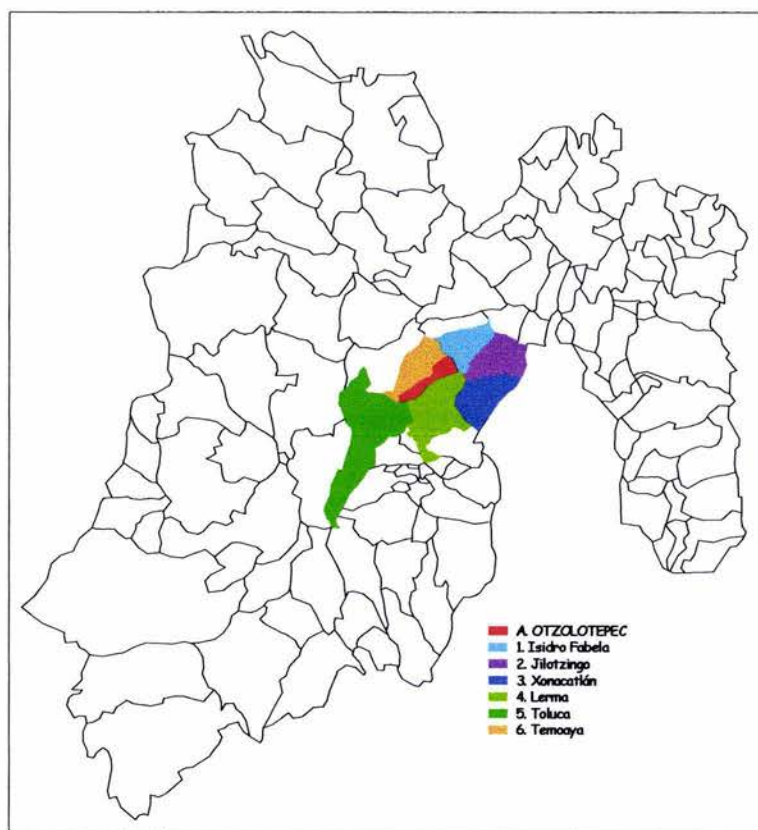 A. OTZOLOTEPEC
1. Isidro Fabela
2. Jilotzingo
3. Xonacatlán
4. Lerma
5. Toluca
6. Temoaya